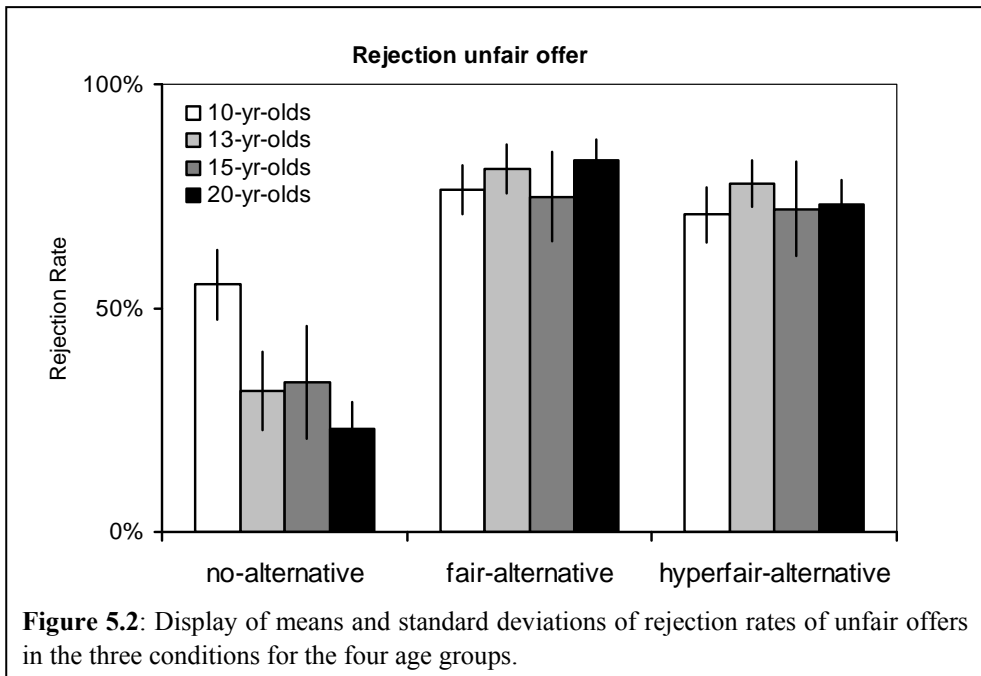 Rejection unfair offer
100%
10-yr-olds
13-yr-olds
15-yr-olds
20-yr-olds
50%
0%
Rejection Rate
no-alternative fair-alternative hyperfair-alternative
Figure 5.2: Display of means and standard deviations of rejection rates of unfair offers
in the three conditions for the four age groups.